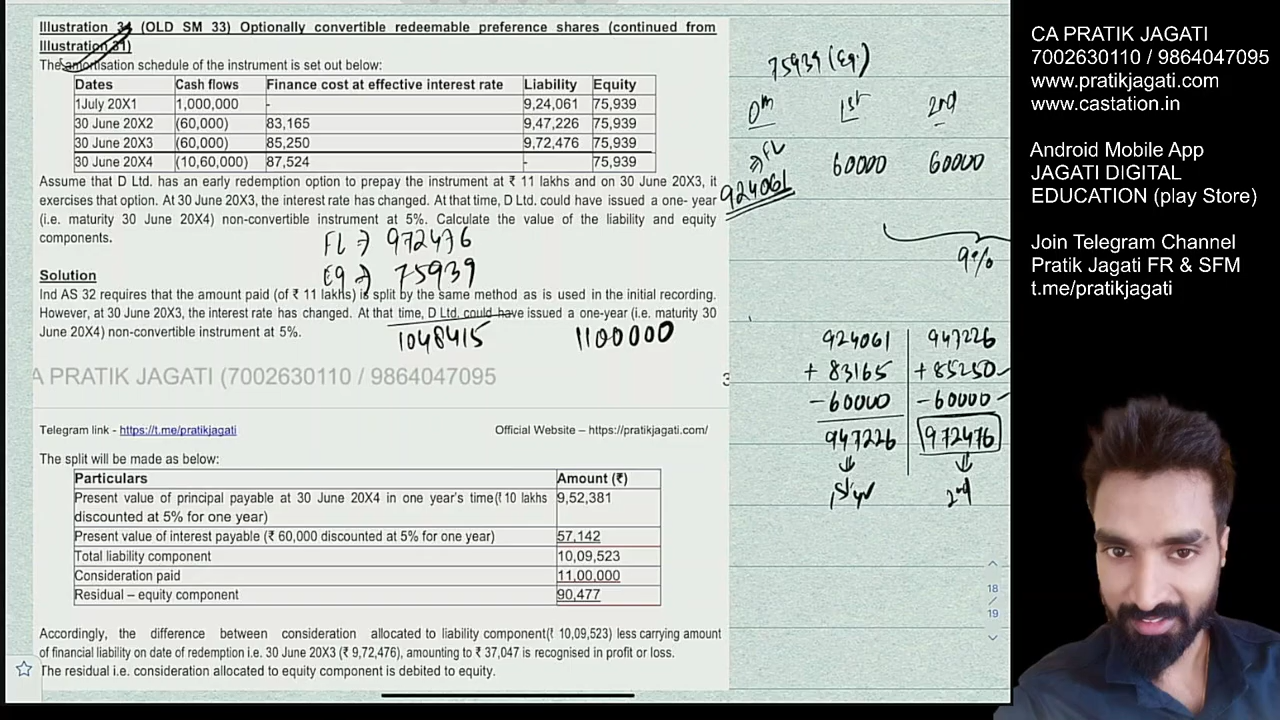 Illustration 34 (OLD SM 33) Optionally convertible redeemable preference shares (continued from
Illustration 31)
The amortisation schedule of the instrument is set out below:
Dates Cash flows Finance cost at effective interest rate Liability Equity
1July 20X1 1,000,000 - 9,24,061 75,939
30 June 20X2 (60,000) 83,165 9,47,226 75,939
30 June 20X3 (60,000) 85,250 9,72,476 75,939
30 June 20X4 (10,60,000) 87,524 - 75,939
Assume that D Ltd. has an early redemption option to prepay the instrument at ₹ 11 lakhs and on 30 June 20X3, it
exercises that option. At 30 June 20X3, the interest rate has changed. At that time, D Ltd. could have issued a one- year
(i.e. maturity 30 June 20X4) non-convertible instrument at 5%. Calculate the value of the liability and equity
components.
FL → 972476
Eq → 75939
Solution
Ind AS 32 requires that the amount paid (of ₹ 11 lakhs) is split by the same method as is used in the initial recording.
However, at 30 June 20X3, the interest rate has changed. At that time, D Ltd. could have issued a one-year (i.e. maturity 30
June 20X4) non-convertible instrument at 5%.
1048415 1100000
A PRATIK JAGATI (7002630110 / 9864047095
3
Telegram link - https://t.me/pratikjagati Official Website – https://pratikjagati.com/
The split will be made as below:
Particulars Amount (₹)
Present value of principal payable at 30 June 20X4 in one year's time(₹ 10 lakhs 9,52,381
discounted at 5% for one year)
Present value of interest payable (₹ 60,000 discounted at 5% for one year) 57,142
Total liability component 10,09,523
Consideration paid 11,00,000
Residual – equity component 90,477
Accordingly, the difference between consideration allocated to liability component(₹ 10,09,523) less carrying amount
of financial liability on date of redemption i.e. 30 June 20X3 (₹ 9,72,476), amounting to ₹ 37,047 is recognised in profit or loss.
The residual i.e. consideration allocated to equity component is debited to equity.
75939 (Eq.)
0th 1st 2nd
→ FL 60000 60000
924061
9%
924061 947226
+ 83165 + 85250
- 60000 - 60000
947226 972476
1st yr 2nd
18
/
19
CA PRATIK JAGATI
7002630110 / 9864047095
www.pratikjagati.com
www.castation.in
Android Mobile App
JAGATI DIGITAL
EDUCATION (play Store)
Join Telegram Channel
Pratik Jagati FR & SFM
t.me/pratikjagati